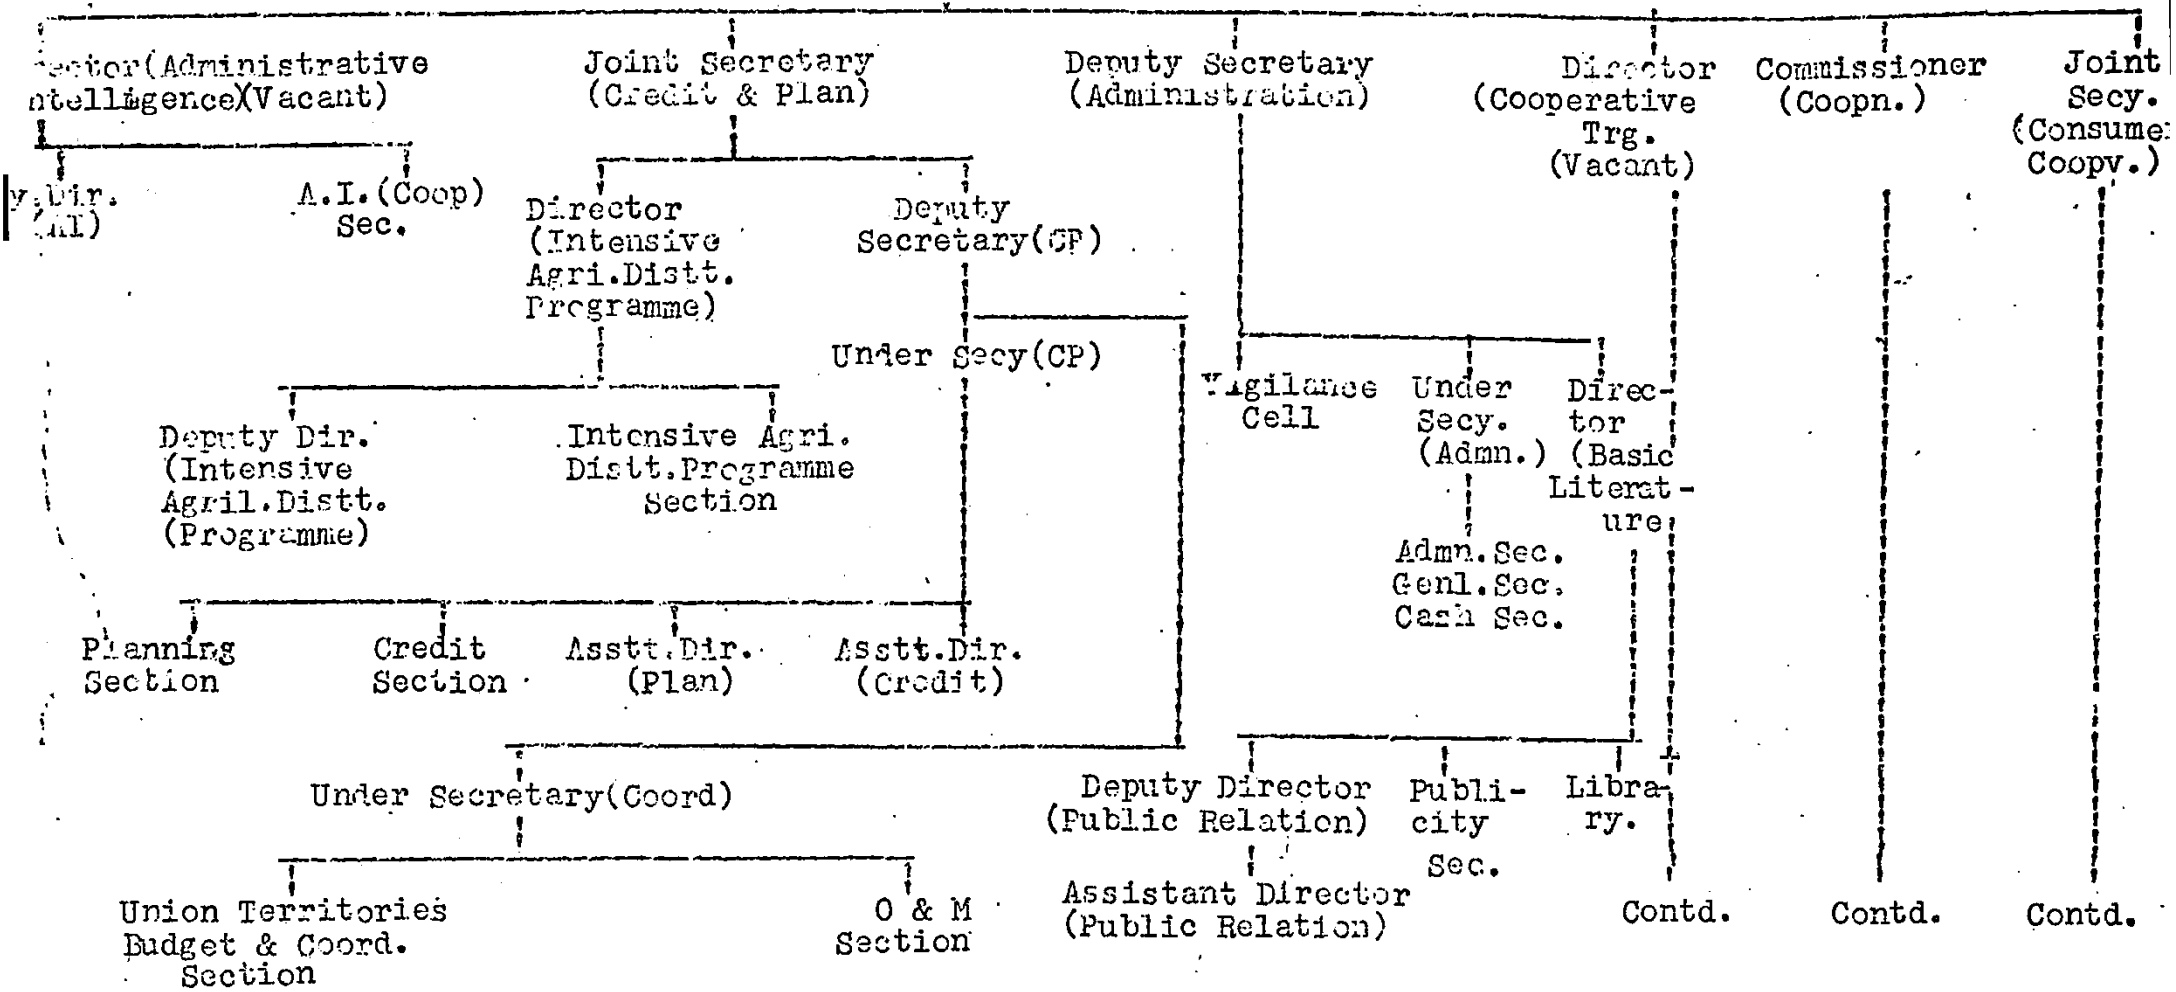 (Administrative
(Vacant)
Joint Secretary
(Credit & Plan)
Deputy Secretary
(Administration)
Director
(Cooperative
Trg.
(Vacant)
Commissioner
(Coopn.)
Joint
Secy.
(Consume
Coopv.)
y.Dir.
(AI)
A.I.(Coop)
Sec.
Director
(Intensive
Agri.Distt.
Programme)
Deputy
Secretary(CP)
Under Secy(CP)
Deputy Dir.
(Intensive
Agril.Distt.
(Programme)
Intensive Agri.
Distt.Programme
Section
Vigilance
Cell
Under
Secy.
(Admn.)
Direc-
tor
(Basic
Literat-
ure
Admn.Sec.
Genl.Sec.
Cash Sec.
Planning
Section
Credit
Section
Asstt.Dir.
(Plan)
Asstt.Dir.
(Credit)
Under Secretary(Coord)
Union Territories
Budget & Coord.
Section
O & M
Section
Deputy Director
(Public Relation)
Assistant Director
(Public Relation)
Publi-
city
Sec.
Libra-
ry.
Contd.
Contd.
Contd.